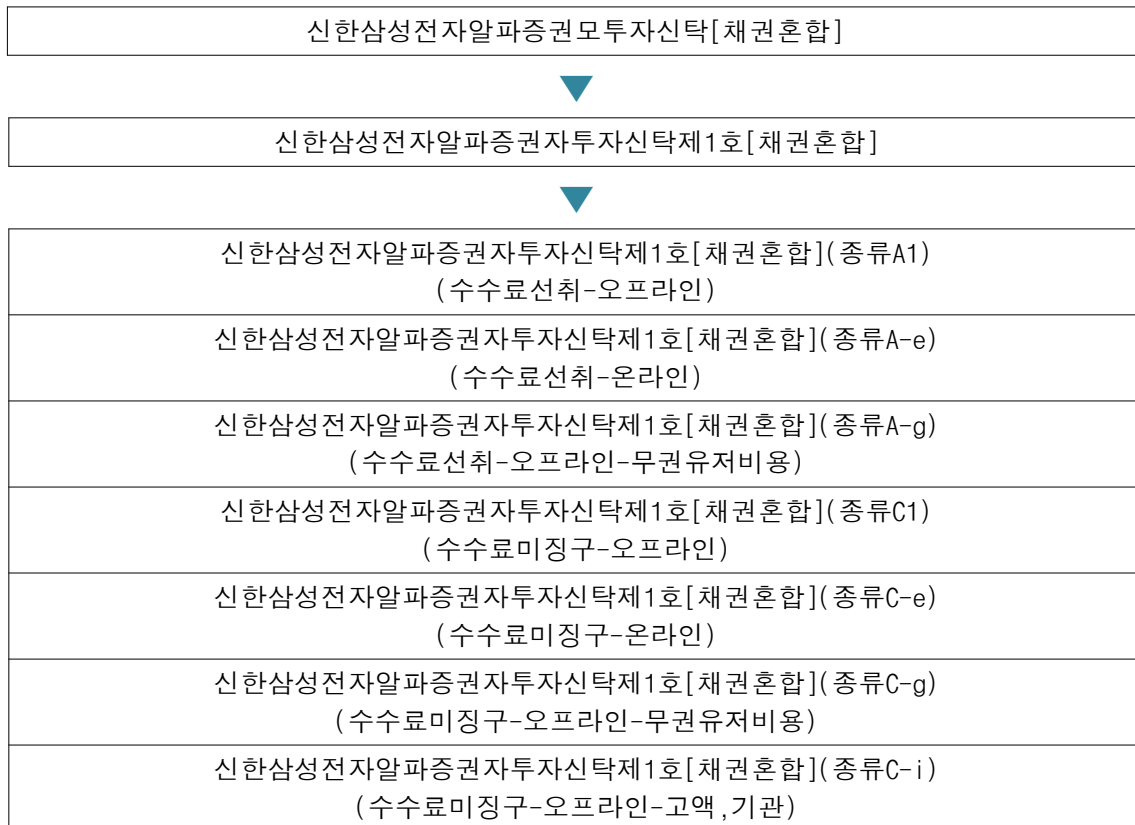 신한삼성전자알파증권모투자신탁[채권혼합]
신한삼성전자알파증권자투자신탁제1호[채권혼합]
신한삼성전자알파증권자투자신탁제1호[채권혼합](종류A1)
(수수료선취-오프라인)
신한삼성전자알파증권자투자신탁제1호[채권혼합](종류A-e)
(수수료선취-온라인)
신한삼성전자알파증권자투자신탁제1호[채권혼합](종류A-g)
(수수료선취-오프라인-무권유저비용)
신한삼성전자알파증권자투자신탁제1호[채권혼합](종류C1)
(수수료미징구-오프라인)
신한삼성전자알파증권자투자신탁제1호[채권혼합](종류C-e)
(수수료미징구-온라인)
신한삼성전자알파증권자투자신탁제1호[채권혼합](종류C-g)
(수수료미징구-오프라인-무권유저비용)
신한삼성전자알파증권자투자신탁제1호[채권혼합](종류C-i)
(수수료미징구-오프라인-고액,기관)